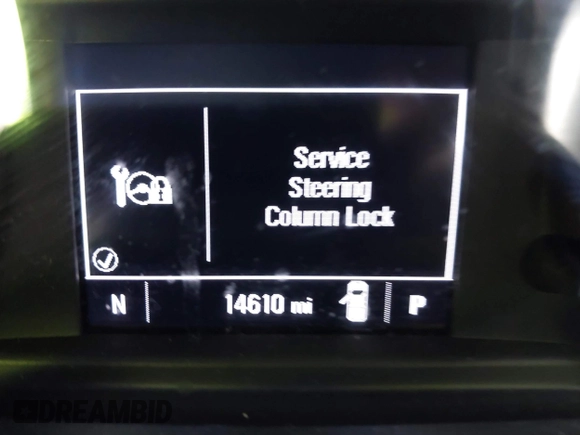 Service
Steering
Column Lock
N 14610 mi P
DREAMBID